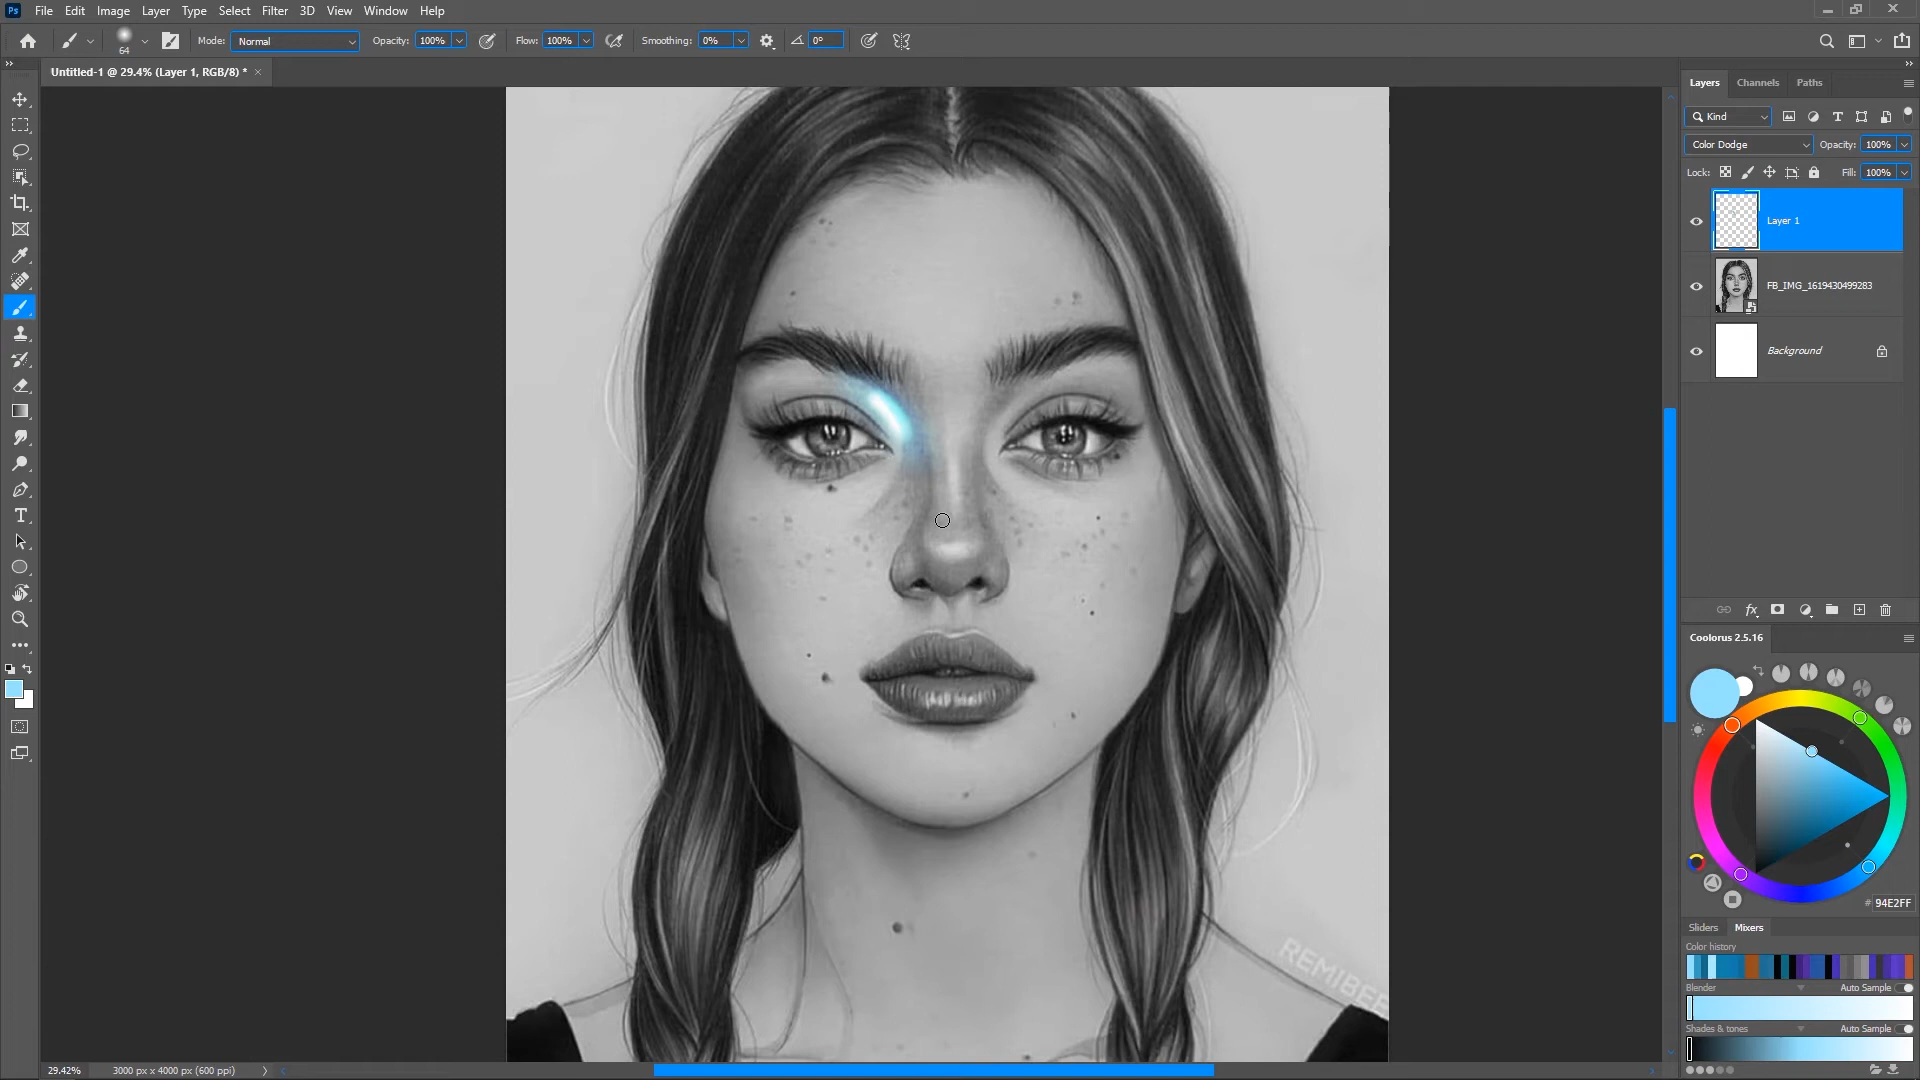 Ps File Edit Image Layer Type Select Filter 3D View Window Help
64 Mode: Normal Opacity: 100% Flow: 100% Smoothing: 0% 0°
Untitled-1 @ 29.4% (Layer 1, RGB/8) *
Layers Channels Paths
Kind
Color Dodge Opacity: 100%
Lock: Fill: 100%
Layer 1
FB_IMG_1619430499283
Background
fx
Coolorus 2.5.16
# 94E2FF
Sliders Mixers
Color history
Blender Auto Sample
Shades & tones Auto Sample
REMIBEE
29.42% 3000 px x 4000 px (600 ppi)